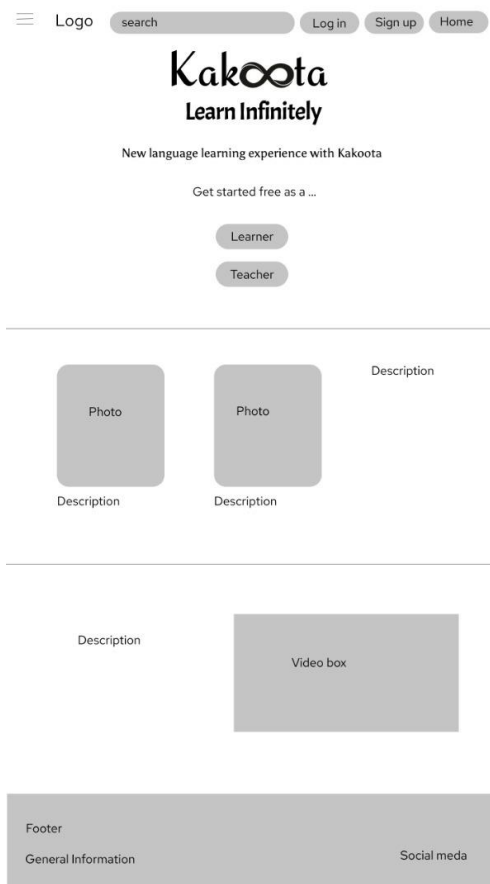 Logo search Log in Sign up Home
Kakoota
Learn Infinitely
New language learning experience with Kakoota
Get started free as a ...
Learner
Teacher
Photo
Photo
Description
Description
Description
Description
Video box
Footer
General Information
Social meda